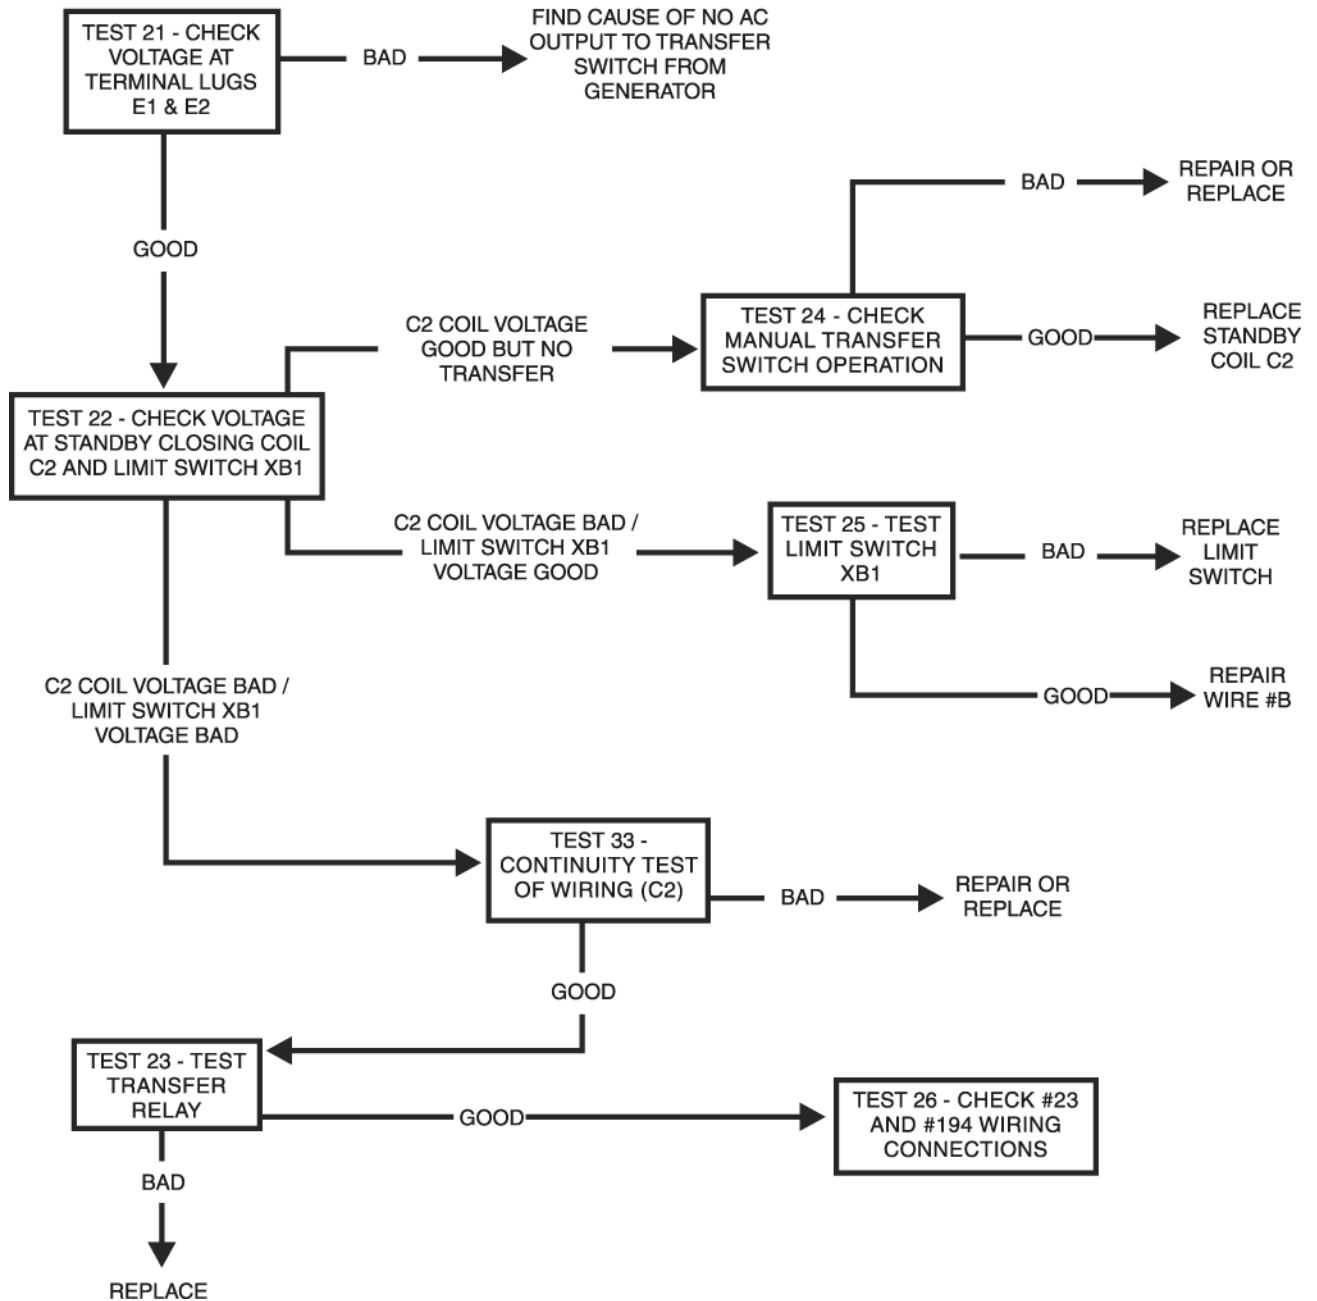 TEST 21 - CHECK
VOLTAGE AT
TERMINAL LUGS
E1 & E2
BAD
FIND CAUSE OF NO AC
OUTPUT TO TRANSFER
SWITCH FROM
GENERATOR
GOOD
TEST 22 - CHECK VOLTAGE
AT STANDBY CLOSING COIL
C2 AND LIMIT SWITCH XB1
C2 COIL VOLTAGE
GOOD BUT NO
TRANSFER
TEST 24 - CHECK
MANUAL TRANSFER
SWITCH OPERATION
BAD
REPAIR OR
REPLACE
GOOD
REPLACE
STANDBY
COIL C2
C2 COIL VOLTAGE BAD /
LIMIT SWITCH XB1
VOLTAGE GOOD
TEST 25 - TEST
LIMIT SWITCH
XB1
BAD
REPLACE
LIMIT
SWITCH
GOOD
REPAIR
WIRE #B
C2 COIL VOLTAGE BAD /
LIMIT SWITCH XB1
VOLTAGE BAD
TEST 33 -
CONTINUITY TEST
OF WIRING (C2)
BAD
REPAIR OR
REPLACE
GOOD
TEST 23 - TEST
TRANSFER
RELAY
GOOD
TEST 26 - CHECK #23
AND #194 WIRING
CONNECTIONS
BAD
REPLACE